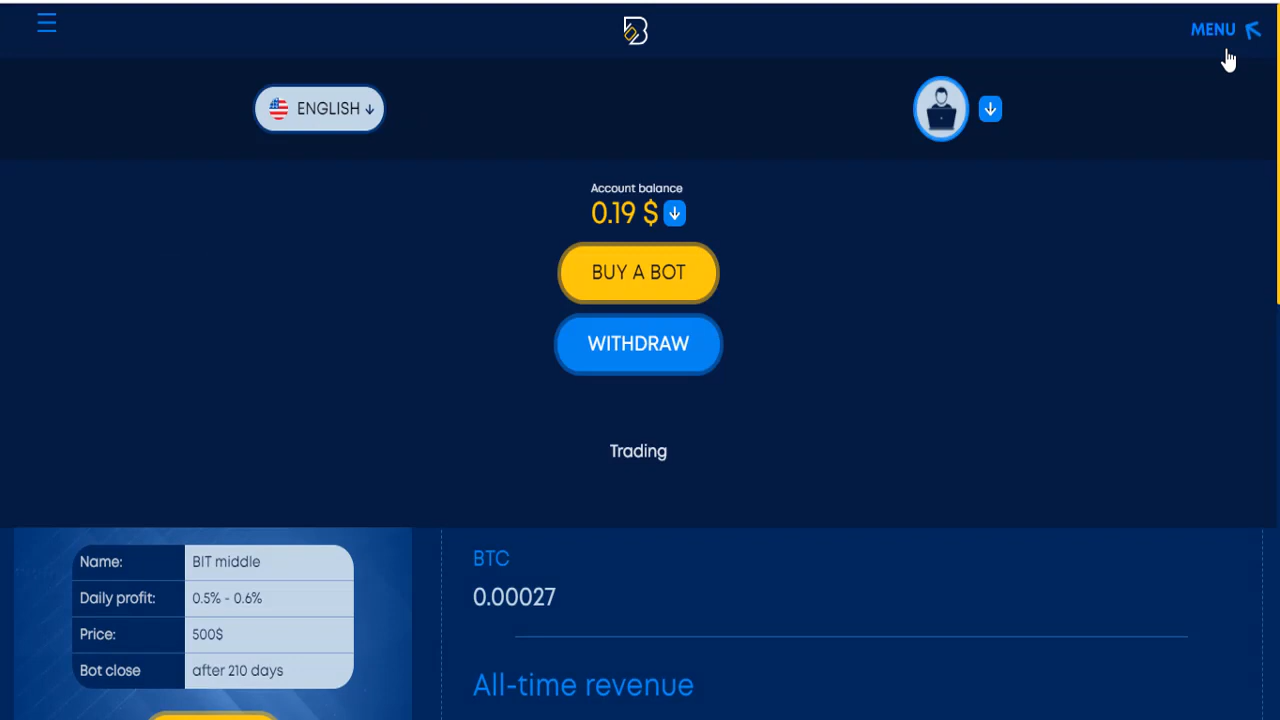 MENU
ENGLISH
Account balance
0.19 $
BUY A BOT
WITHDRAW
Trading
Name: BIT middle
Daily profit: 0.5% - 0.6%
Price: 500$
Bot close after 210 days
BTC
0.00027
All-time revenue